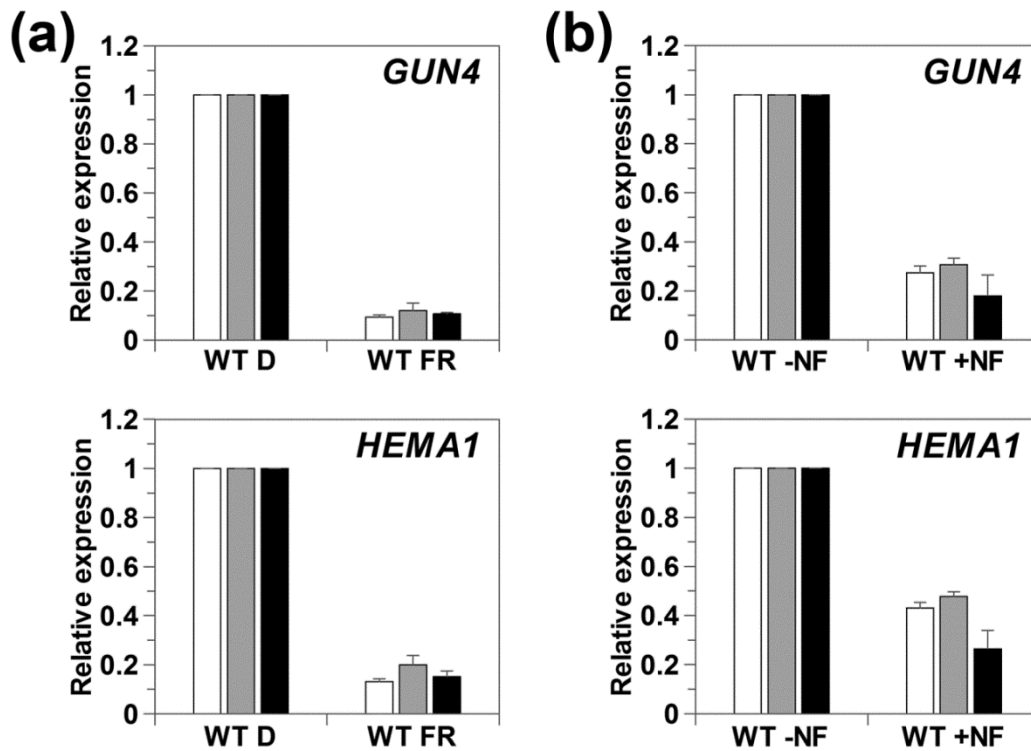 (a)
GUN4
Relative expression
1.2
1
0.8
0.6
0.4
0.2
0
WT D WT FR
(b)
GUN4
Relative expression
1.2
1
0.8
0.6
0.4
0.2
0
WT -NF WT +NF
HEMA1
Relative expression
1.2
1
0.8
0.6
0.4
0.2
0
WT D WT FR
HEMA1
Relative expression
1.2
1
0.8
0.6
0.4
0.2
0
WT -NF WT +NF